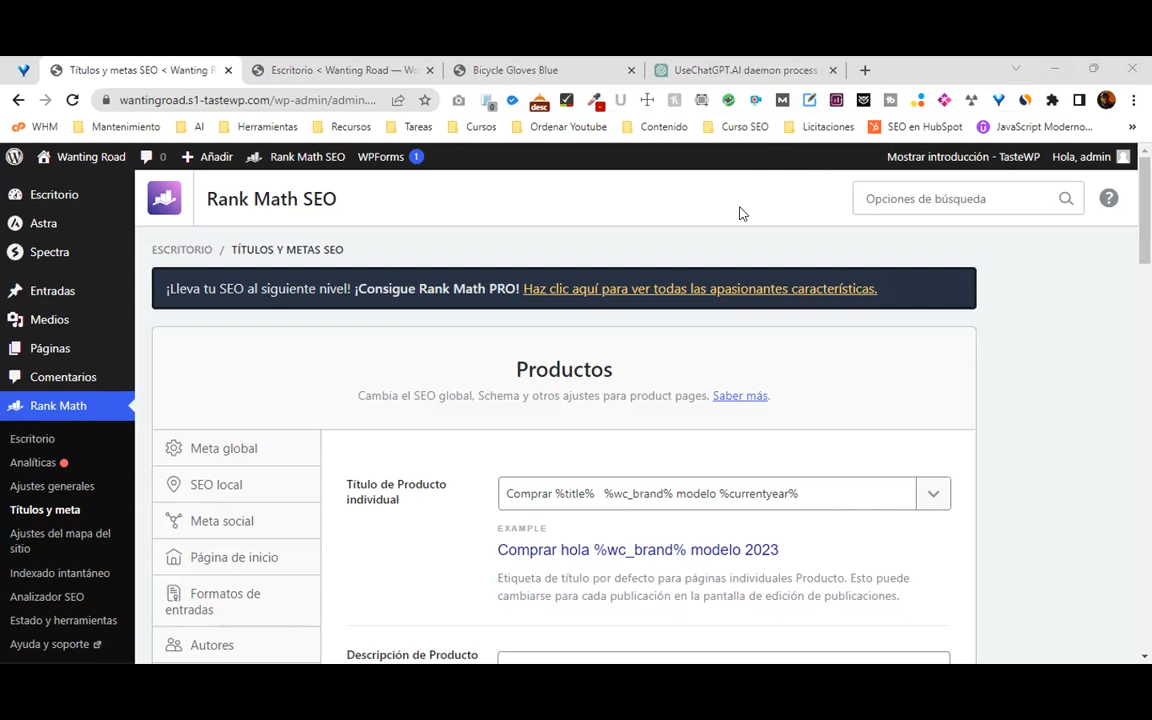 Títulos y metas SEO < Wanting R
Escritorio < Wanting Road — Wo
Bicycle Gloves Blue
UseChatGPT.AI daemon process
wantingroad.s1-tastewp.com/wp-admin/admin....
0
desc
M
U
WHM
Mantenimiento
AI
Herramientas
Recursos
Tareas
Cursos
Ordenar Youtube
Contenido
Curso SEO
Licitaciones
SEO en HubSpot
JavaScript Moderno...
»
Wanting Road
0
Añadir
Rank Math SEO
WPForms 1
Mostrar introducción - TasteWP
Hola, admin
Escritorio
Astra
Spectra
Entradas
Medios
Páginas
Comentarios
Rank Math
Escritorio
Analíticas
Ajustes generales
Títulos y meta
Ajustes del mapa del
sitio
Indexado intantáneo
Analizador SEO
Estado y herramientas
Ayuda y soporte
Rank Math SEO
Opciones de búsqueda
?
ESCRITORIO / TÍTULOS Y METAS SEO
¡Lleva tu SEO al siguiente nivel! ¡Consigue Rank Math PRO! Haz clic aquí para ver todas las apasionantes características.
Productos
Cambia el SEO global, Schema y otros ajustes para product pages. Saber más.
Meta global
SEO local
Meta social
Página de inicio
Formatos de
entradas
Autores
Título de Producto
individual
Comprar %title% %wc_brand% modelo %currentyear%
EXAMPLE
Comprar hola %wc_brand% modelo 2023
Etiqueta de título por defecto para páginas individuales Producto. Esto puede
cambiarse para cada publicación en la pantalla de edición de publicaciones.
Descripción de Producto